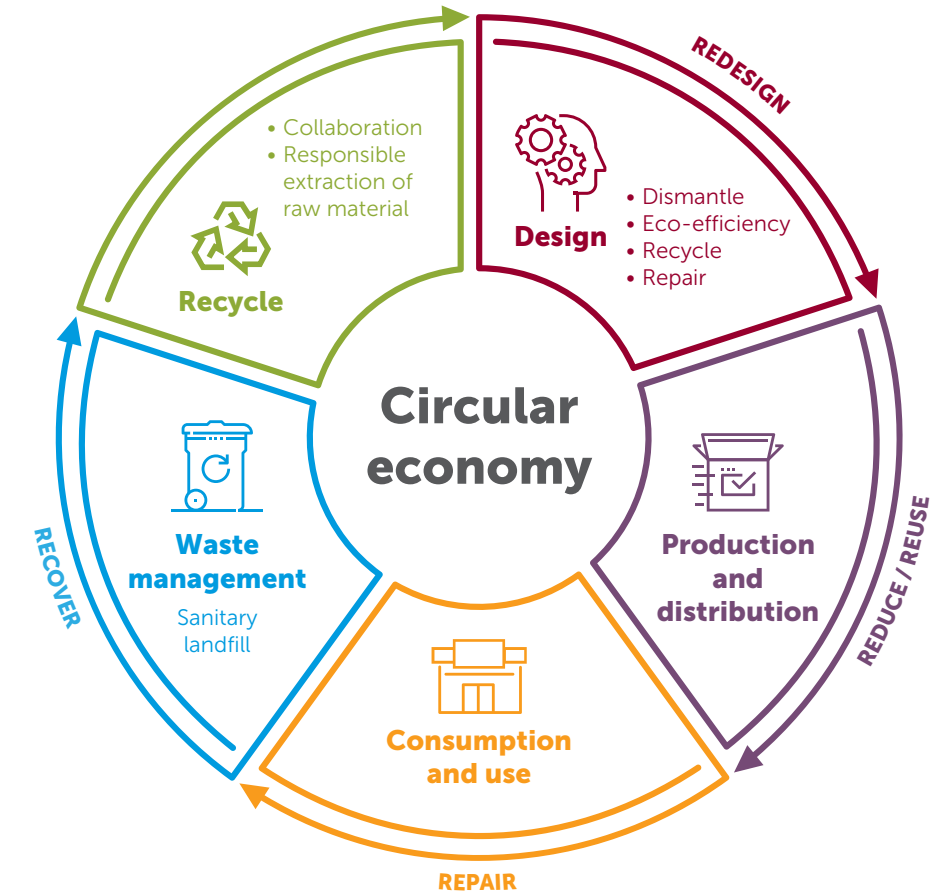 Circular
economy
REDESIGN
Design
• Dismantle
• Eco-efficiency
• Recycle
• Repair
REDUCE / REUSE
Production
and
distribution
Consumption
and use
REPAIR
Waste
management
Sanitary
landfill
RECOVER
• Collaboration
• Responsible
extraction of
raw material
Recycle